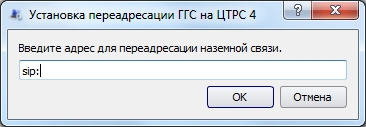 Установка переадресации ГГС на ЦТРС 4
Введите адрес для переадресации наземной связи.
sip:
OK
Отмена